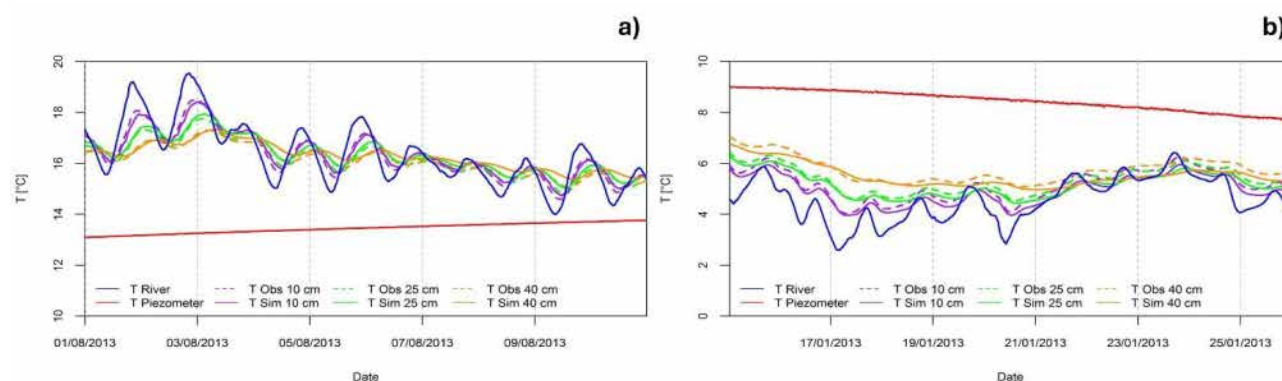 a)
T [°C]
20
18
16
14
12
10
T River
T Obs 10 cm
T Obs 25 cm
T Obs 40 cm
T Piezometer
T Sim 10 cm
T Sim 25 cm
T Sim 40 cm
01/08/2013
03/08/2013
05/08/2013
07/08/2013
09/08/2013
Date
b)
T [°C]
10
8
6
4
2
0
T River
T Obs 10 cm
T Obs 25 cm
T Obs 40 cm
T Piezometer
T Sim 10 cm
T Sim 25 cm
T Sim 40 cm
17/01/2013
19/01/2013
21/01/2013
23/01/2013
25/01/2013
Date